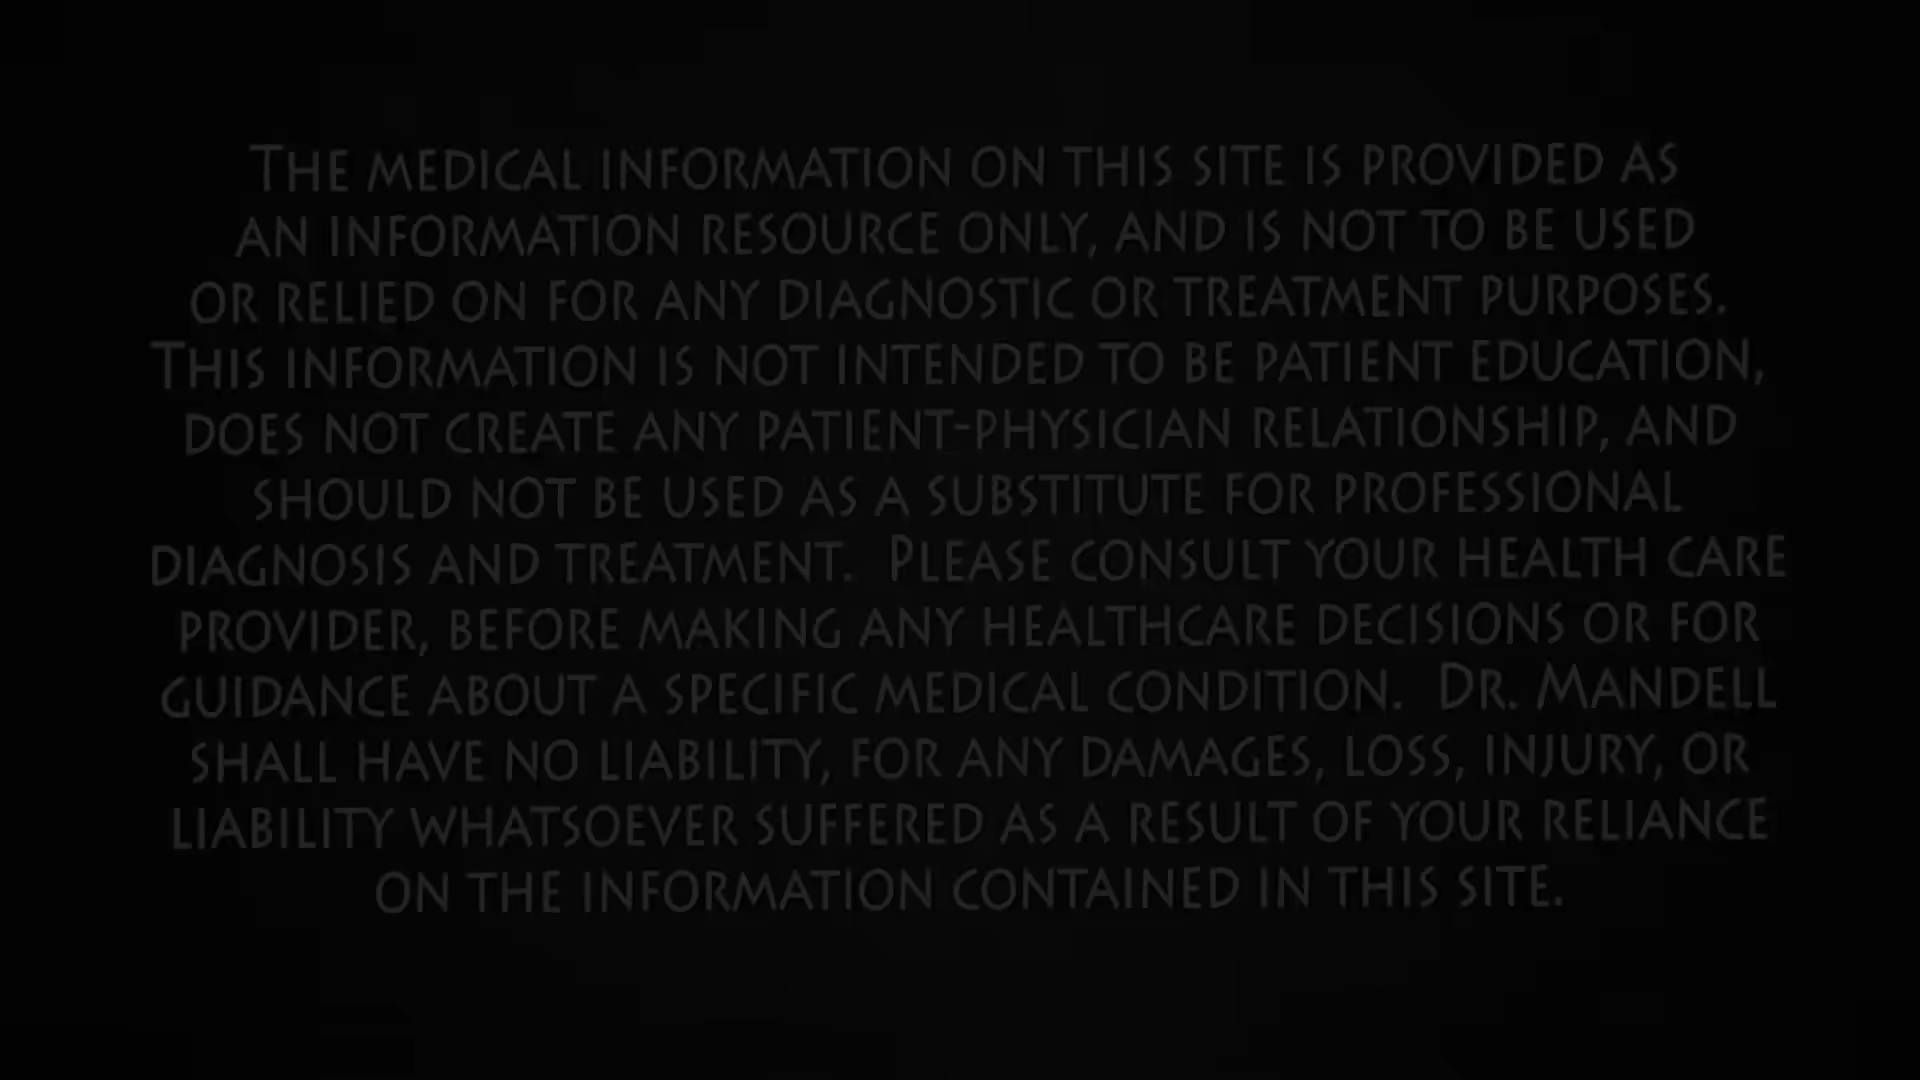 The medical information on this site is provided as
an information resource only, and is not to be used
or relied on for any diagnostic or treatment purposes.
This information is not intended to be patient education,
does not create any patient-physician relationship, and
should not be used as a substitute for professional
diagnosis and treatment.  Please consult your health care
provider, before making any healthcare decisions or for
guidance about a specific medical condition.  Dr. Mandell
shall have no liability, for any damages, loss, injury, or
liability whatsoever suffered as a result of your reliance
on the information contained in this site.